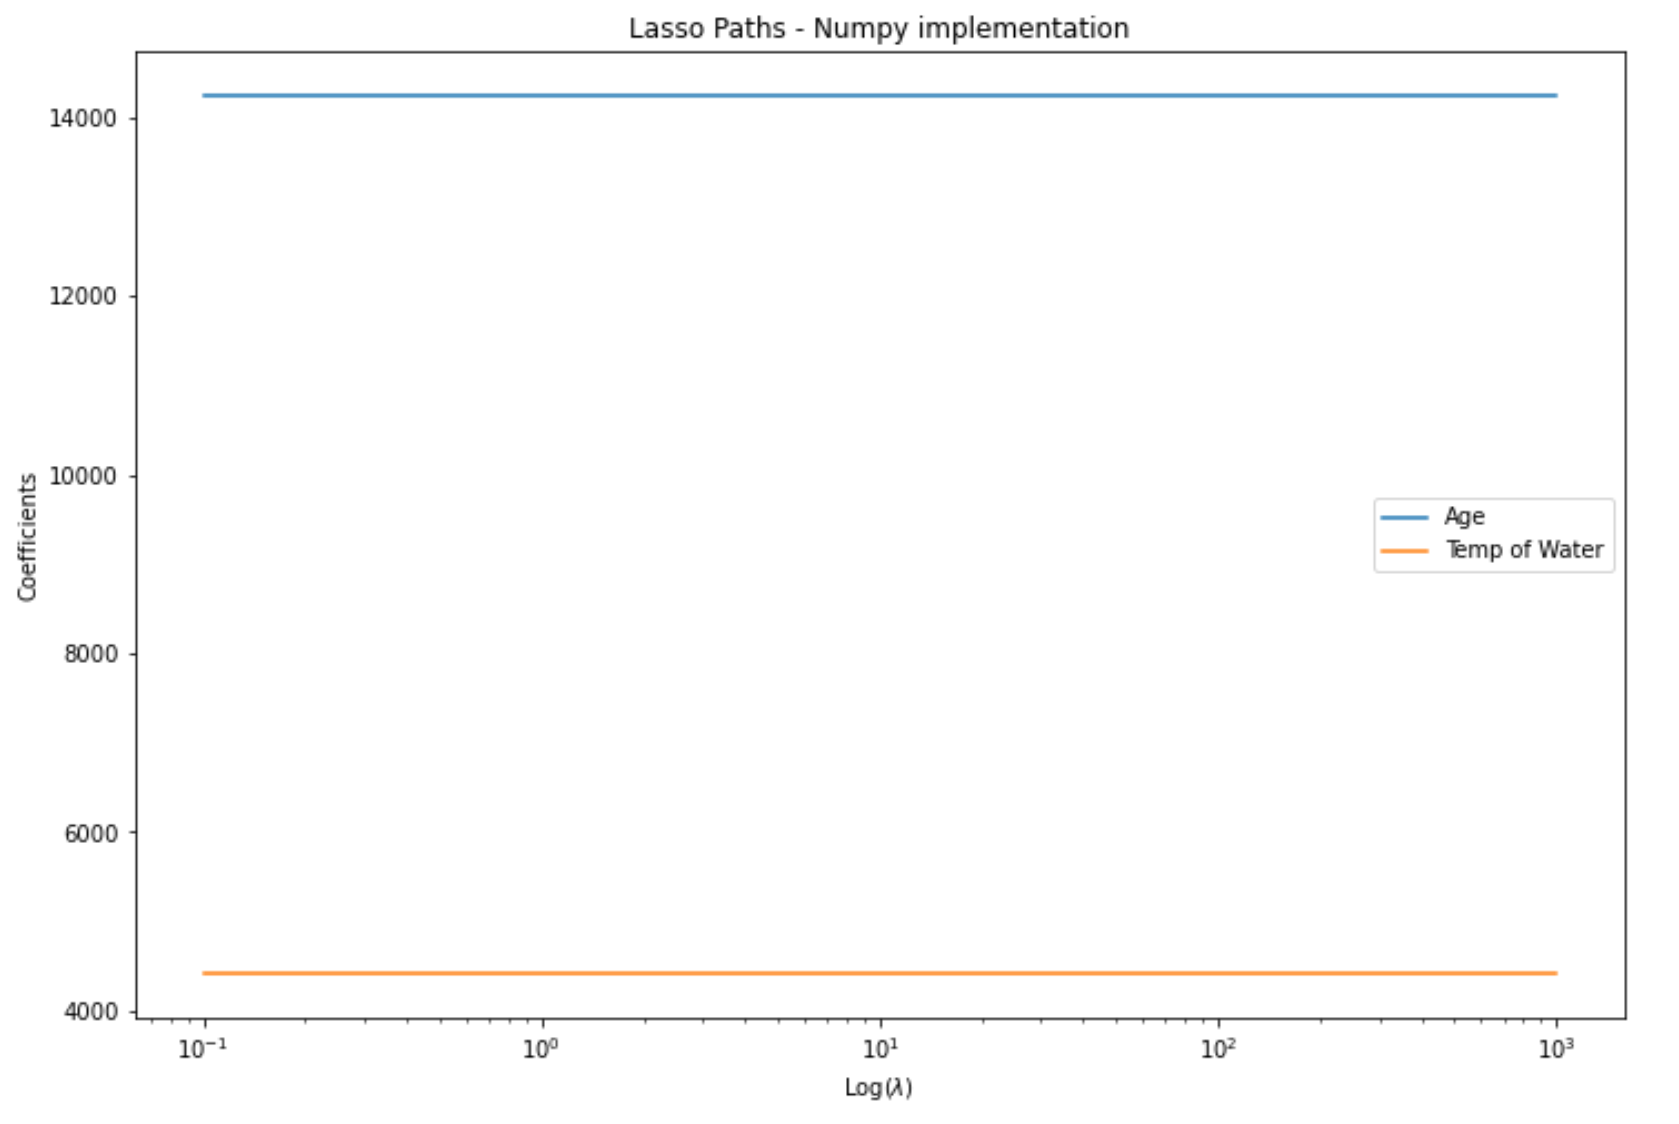 Lasso Paths - Numpy implementation
14000
12000
10000
8000
6000
4000
Coefficients
Age
Temp of Water
10⁻¹ 10⁰ 10¹ 10² 10³
Log(λ)